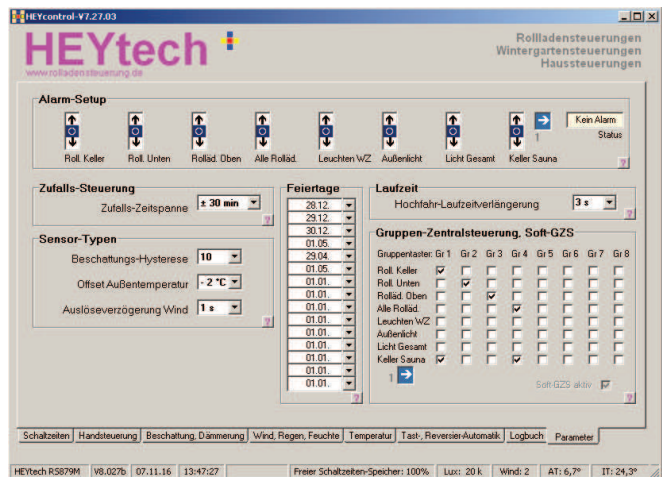 HEYcontrol-V7.27.03
HEYtech
www.rolladensteuerung.de
Rollladensteuerungen
Wintergartensteuerungen
Haussteuerungen
Alarm-Setup
Roll. Keller
Roll. Unten
Rolläd. Oben
Alle Rolläd.
Leuchten WZ
Außenlicht
Licht Gesamt
Keller Sauna
1
Kein Alarm
Status
?
Zufalls-Steuerung
Zufalls-Zeitspanne ± 30 min
?
Sensor-Typen
Beschattungs-Hysterese 10
Offset Außentemperatur - 2 °C
Auslöseverzögerung Wind 1 s
?
Feiertage
28.12.
29.12.
30.12.
01.05.
29.04.
01.05.
01.01.
01.01.
01.01.
01.01.
01.01.
01.01.
01.01.
01.01.
01.01.
?
Laufzeit
Hochfahr-Laufzeitverlängerung 3 s
?
Gruppen-Zentralsteuerung, Soft-GZS
Gruppentaster: Gr 1 Gr 2 Gr 3 Gr 4 Gr 5 Gr 6 Gr 7 Gr 8
Roll. Keller
Roll. Unten
Rolläd. Oben
Alle Rolläd.
Leuchten WZ
Außenlicht
Licht Gesamt
Keller Sauna
1
Soft-GZS aktiv
?
Schaltzeiten Handsteuerung Beschattung, Dämmerung Wind, Regen, Feuchte Temperatur Tast-, Reversier-Automatik Logbuch Parameter
HEYtech RS879M V8.027b 07.11.16 13:47:27 Freier Schaltzeiten-Speicher: 100% Lux: 20 k Wind: 2 AT: 6,7° IT: 24,3°